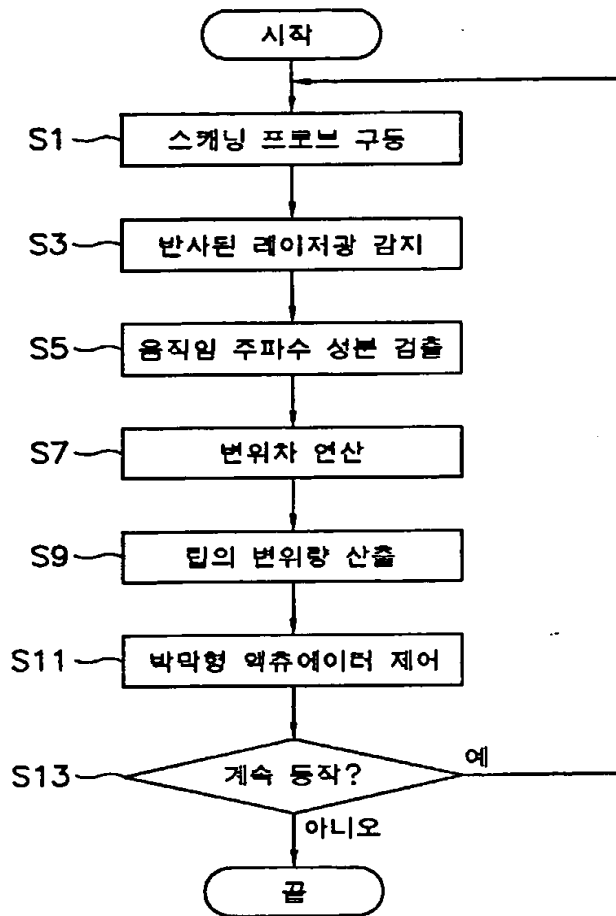 시작
S1
스캐닝 프로브 구동
S3
반사된 레이저광 감지
S5
움직임 주파수 성분 검출
S7
변위차 연산
S9
팁의 변위량 산출
S11
박막형 액츄에이터 제어
S13
계속 동작?
예
아니오
끝